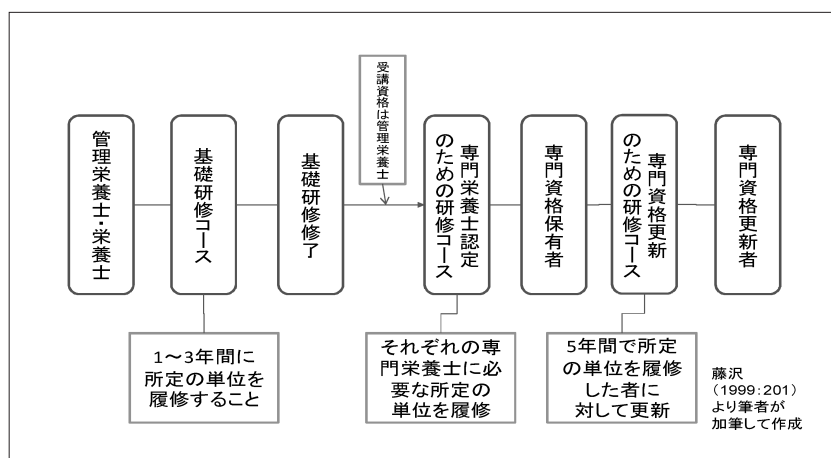 受講資格は管理栄養士
管理栄養士・栄養士
基礎研修コース
基礎研修修了
専門栄養士認定
のための研修コース
専門資格保有者
専門資格更新
のための研修コース
専門資格更新者
1～3年間に
所定の単位を
履修すること
それぞれの専
門栄養士に必
要な所定の
単位を履修
5年間で所定
の単位を履修
した者に
対して更新
藤沢
(1999:201)
より筆者が
加筆して作成